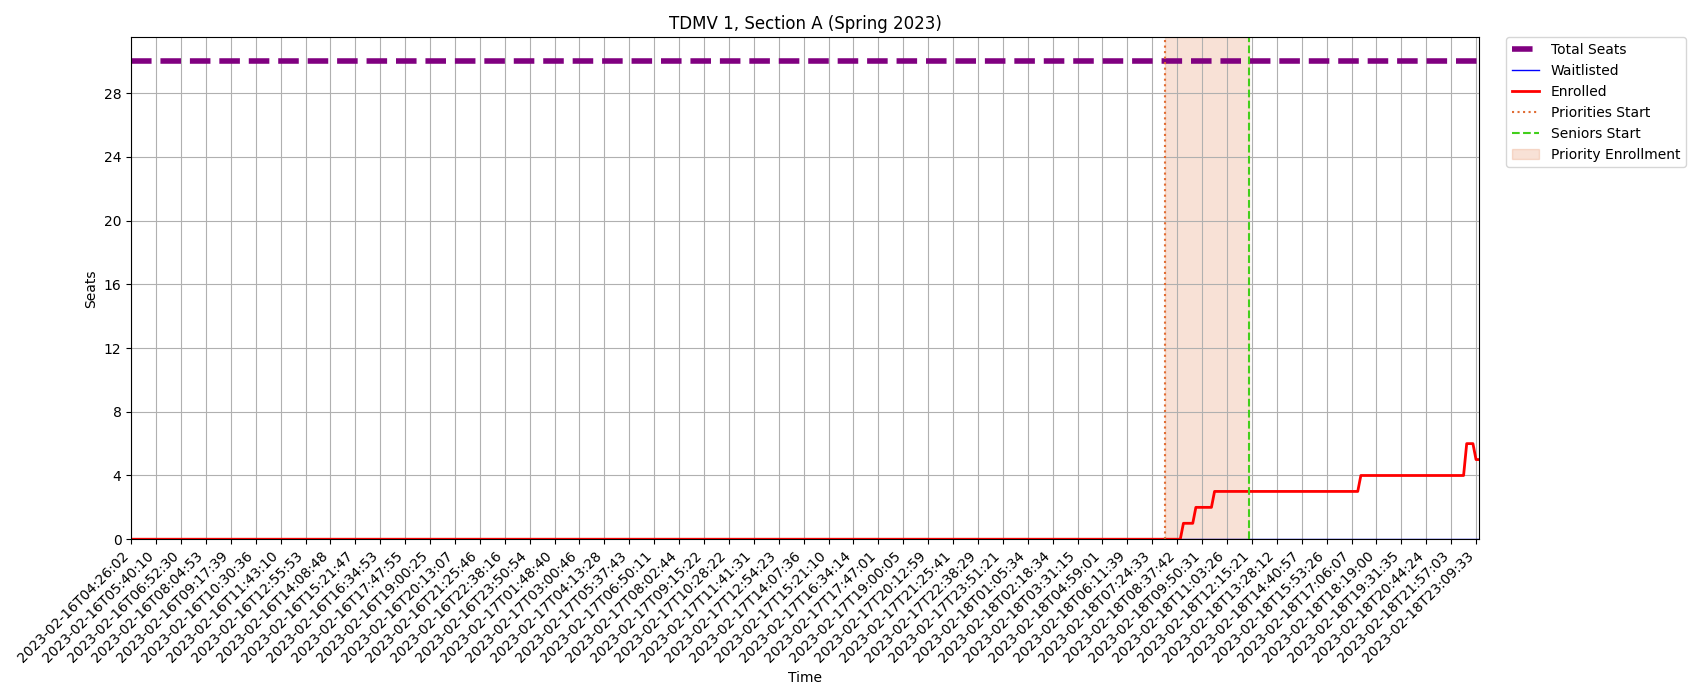 TDMV 1, Section A (Spring 2023)
Total Seats
Waitlisted
Enrolled
Priorities Start
Seniors Start
Priority Enrollment
Seats
28
24
20
16
12
8
4
0
2023-02-16T04:26:02
2023-02-16T05:40:10
2023-02-16T06:52:30
2023-02-16T08:04:53
2023-02-16T09:17:39
2023-02-16T10:30:36
2023-02-16T11:43:10
2023-02-16T12:55:53
2023-02-16T14:08:48
2023-02-16T15:21:47
2023-02-16T16:34:53
2023-02-16T17:47:55
2023-02-16T19:00:25
2023-02-16T20:13:07
2023-02-16T21:25:46
2023-02-16T22:38:16
2023-02-16T23:50:54
2023-02-17T01:48:40
2023-02-17T03:00:46
2023-02-17T04:13:28
2023-02-17T05:37:43
2023-02-17T06:50:11
2023-02-17T08:02:44
2023-02-17T09:15:22
2023-02-17T10:28:22
2023-02-17T11:41:31
2023-02-17T12:54:23
2023-02-17T14:07:36
2023-02-17T15:21:10
2023-02-17T16:34:14
2023-02-17T17:47:01
2023-02-17T19:00:05
2023-02-17T20:12:59
2023-02-17T21:25:41
2023-02-17T22:38:29
2023-02-17T23:51:21
2023-02-18T01:05:34
2023-02-18T02:18:34
2023-02-18T03:31:15
2023-02-18T04:59:01
2023-02-18T06:11:39
2023-02-18T07:24:33
2023-02-18T08:37:42
2023-02-18T09:50:31
2023-02-18T11:03:26
2023-02-18T12:15:21
2023-02-18T13:28:12
2023-02-18T14:40:57
2023-02-18T15:53:26
2023-02-18T17:06:07
2023-02-18T18:19:00
2023-02-18T19:31:35
2023-02-18T20:44:24
2023-02-18T21:57:03
2023-02-18T23:09:33
Time